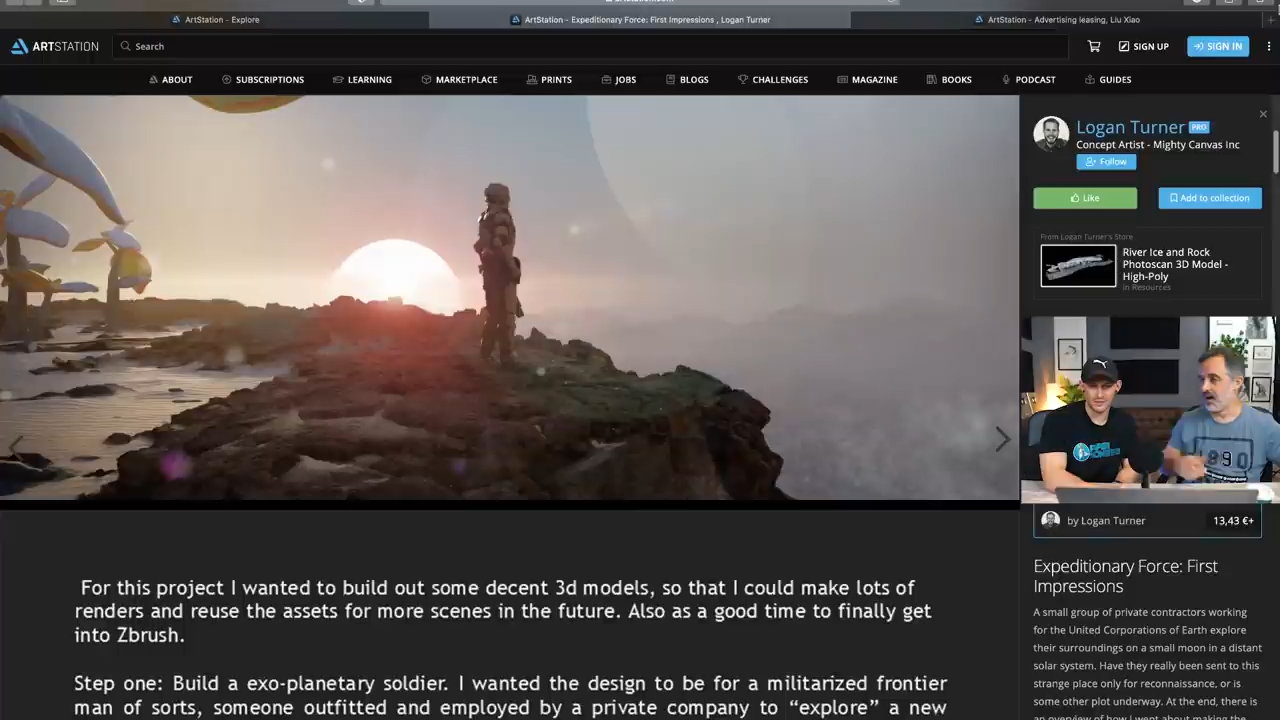 ArtStation - Explore
ArtStation - Expeditionary Force: First Impressions , Logan Turner
ArtStation - Advertising leasing, Liu Xiao
ARTSTATION
Search
SIGN UP
SIGN IN
ABOUT
SUBSCRIPTIONS
LEARNING
MARKETPLACE
PRINTS
JOBS
BLOGS
CHALLENGES
MAGAZINE
BOOKS
PODCAST
GUIDES
Logan Turner PRO
Concept Artist - Mighty Canvas Inc
Follow
Like
Add to collection
From Logan Turner's Store
River Ice and Rock
Photoscan 3D Model -
High-Poly
in Resources
by Logan Turner
13,43 €+
Expeditionary Force: First
Impressions
A small group of private contractors working
for the United Corporations of Earth explore
their surroundings on a small moon in a distant
solar system. Have they really been sent to this
strange place only for reconnaissance, or is
some other plot underway. At the end, there is
an overview of how I went about making the
For this project I wanted to build out some decent 3d models, so that I could make lots of
renders and reuse the assets for more scenes in the future. Also as a good time to finally get
into Zbrush.
Step one: Build a exo-planetary soldier. I wanted the design to be for a militarized frontier
man of sorts, someone outfitted and employed by a private company to “explore” a new